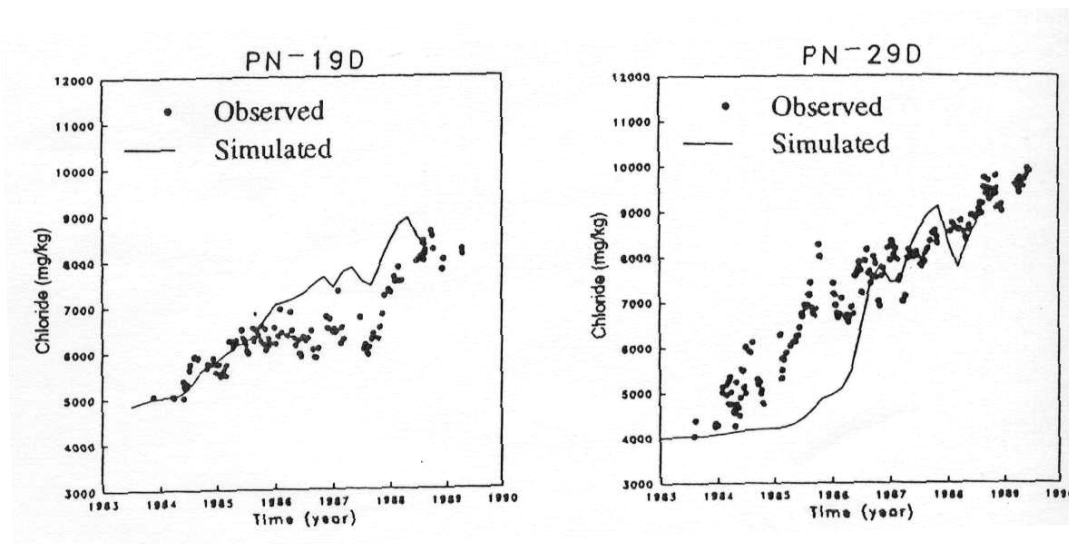 PN-19D
12000
11000
10000
9000
8000
7000
6000
5000
4000
3000
Chloride (mg/kg)
Observed
Simulated
1983 1984 1985 1986 1987 1988 1989 1990
Time (year)
PN-29D
12000
11000
10000
9000
8000
7000
6000
5000
4000
3000
Chloride (mg/kg)
Observed
Simulated
1983 1984 1985 1986 1987 1988 1989 199
Time (year)